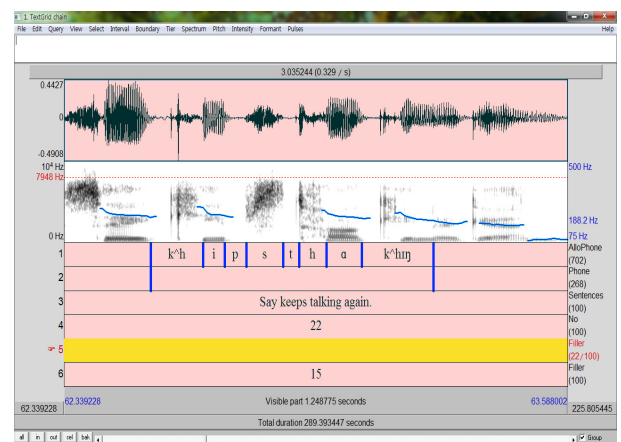 1. TextGrid chain
File Edit Query View Select Interval Boundary Tier Spectrum Pitch Intensity Formant Pulses Help
3.035244 (0.329 / s)
0.4427
0
-0.4908
10⁴ Hz 500 Hz
7948 Hz
188.2 Hz
0 Hz 75 Hz
1 k^h i p s t h ɑ k^hɪŋ AlloPhone (702)
2 Phone (268)
3 Say keeps talking again. Sentences (100)
4 22 No (100)
5 Filler (22/100)
6 15 Filler (100)
62.339228 Visible part 1.248775 seconds 63.588002
62.339228 225.805445
Total duration 289.393447 seconds
all in out sel bak Group